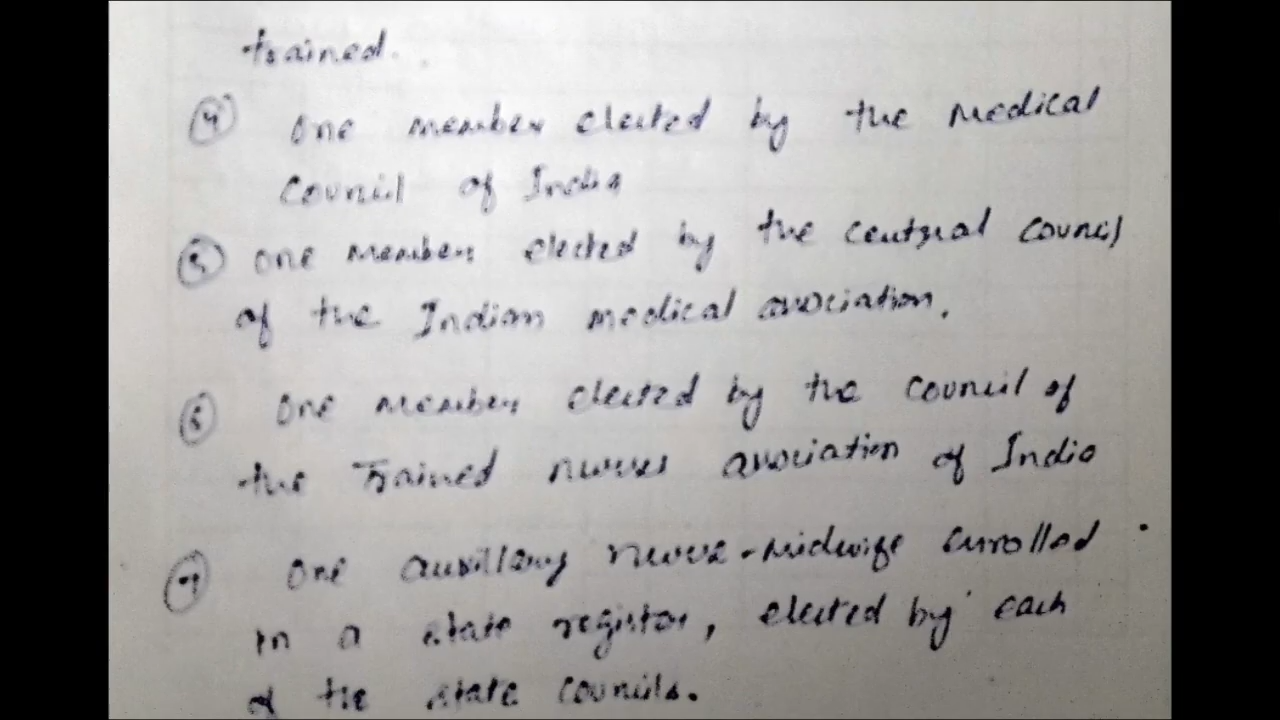 trained.
④ One member elected by the Medical
Council of India
⑤ One member elected by the central council
of the Indian medical association.
⑥ One member elected by the council of
the Trained nurses association of India
⑦ One auxillary nurse-midwife enrolled
in a state register, elected by each
of the state councils.